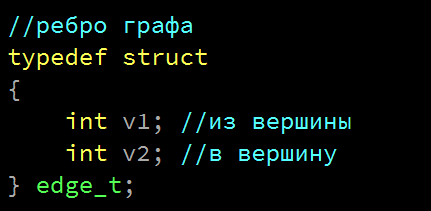 //ребро графа
typedef struct
{
    int v1; //из вершины
    int v2; //в вершину
} edge_t;